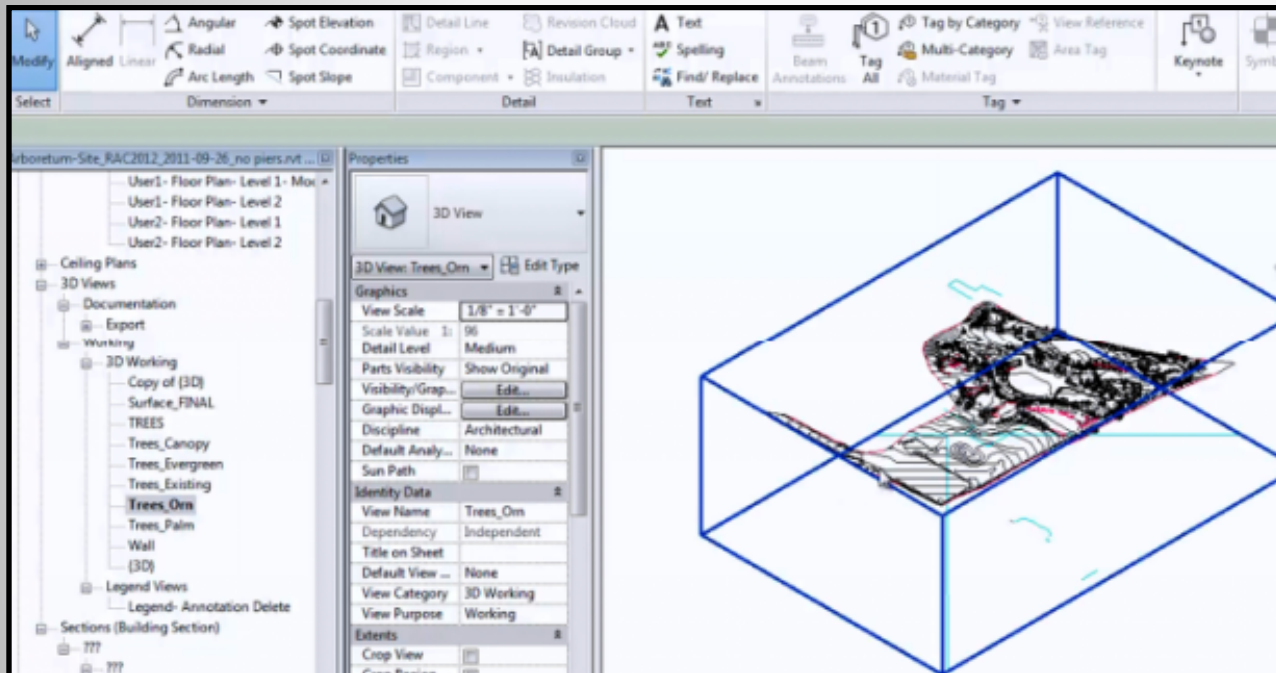 Modify
Aligned
Linear
Angular
Radial
Arc Length
Spot Elevation
Spot Coordinate
Spot Slope
Detail Line
Region
Component
Revision Cloud
Detail Group
Insulation
Text
Spelling
Find/ Replace
Beam
Annotations
Tag
All
Tag by Category
Multi-Category
Material Tag
View Reference
Area Tag
Keynote
Select
Dimension
Detail
Text
Tag
rboretum-Site_RAC2012_2011-09-26_no piers.rvt ...
User1- Floor Plan- Level 1- Mo
User1- Floor Plan- Level 2
User2- Floor Plan- Level 1
User2- Floor Plan- Level 2
Ceiling Plans
3D Views
Documentation
Export
Working
3D Working
Copy of {3D}
Surface_FINAL
TREES
Trees_Canopy
Trees_Evergreen
Trees_Existing
Trees_Orn
Trees_Palm
Wall
{3D}
Legend Views
Legend- Annotation Delete
Sections (Building Section)
???
???
Properties
3D View
3D View: Trees_Orn
Edit Type
Graphics
View Scale 1/8" = 1'-0"
Scale Value 1: 96
Detail Level Medium
Parts Visibility Show Original
Visibility/Grap... Edit...
Graphic Displ... Edit...
Discipline Architectural
Default Analy... None
Sun Path
Identity Data
View Name Trees_Orn
Dependency Independent
Title on Sheet
Default View ... None
View Category 3D Working
View Purpose Working
Extents
Crop View